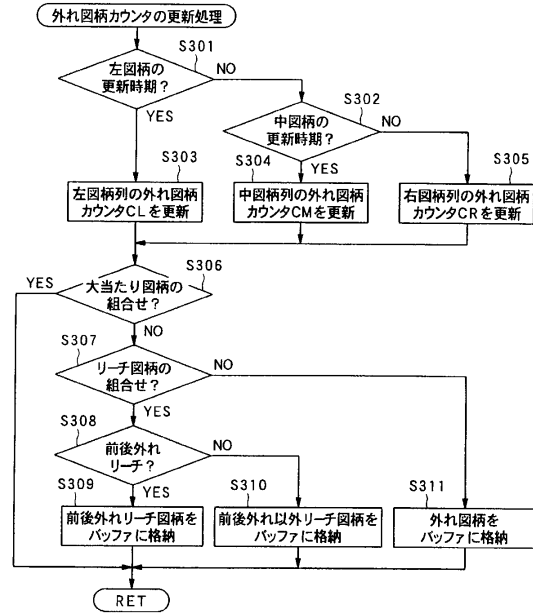 外れ図柄カウンタの更新処理
S301
左図柄の
更新時期?
NO
YES
S302
中図柄の
更新時期?
NO
YES
S303
左図柄列の外れ図柄
カウンタCLを更新
S304
中図柄列の外れ図柄
カウンタCMを更新
S305
右図柄列の外れ図柄
カウンタCRを更新
S306
大当たり図柄の
組合せ?
YES
NO
S307
リーチ図柄の
組合せ?
NO
YES
S308
前後外れ
リーチ?
NO
YES
S309
前後外れリーチ図柄を
バッファに格納
S310
前後外れ以外リーチ図柄を
バッファに格納
S311
外れ図柄を
バッファに格納
RET